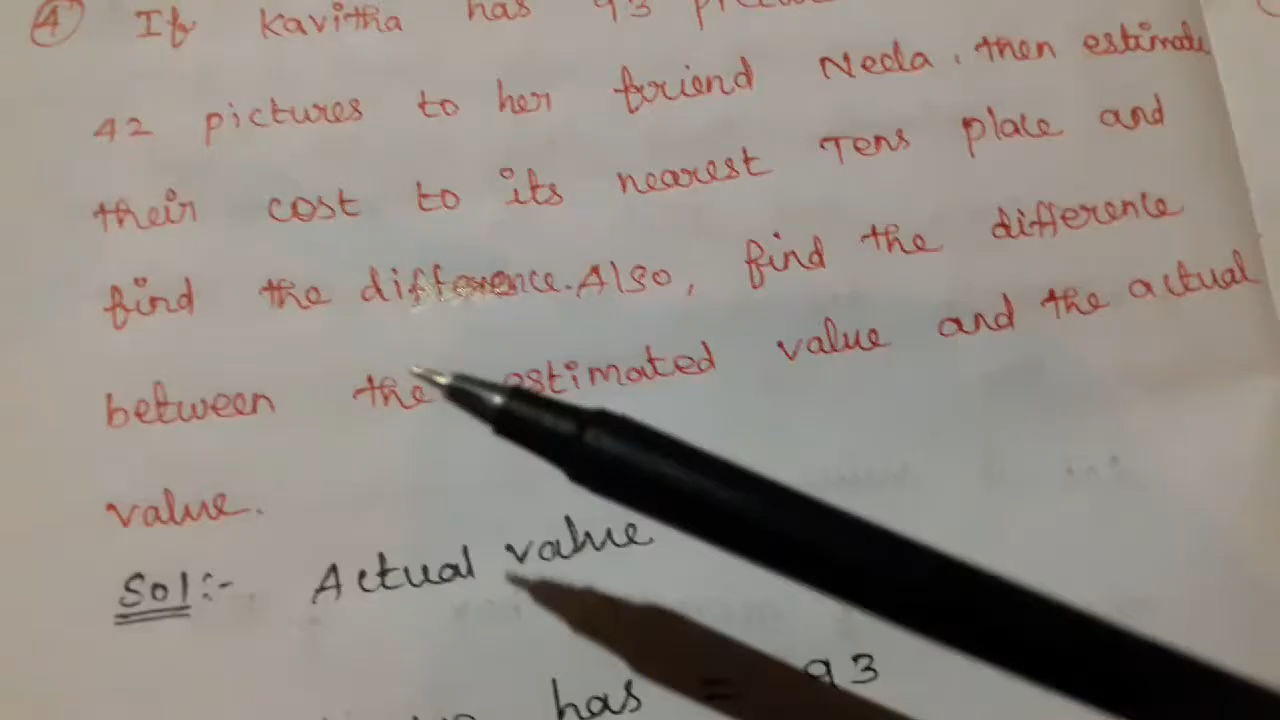 ④ If Kavitha has 93
42 pictures to her friend Neda. then estimate
their cost to its nearest Tens place and
find the difference. Also, find the difference
between the estimated value and the actual
value.
Sol:- Actual value
has = 93